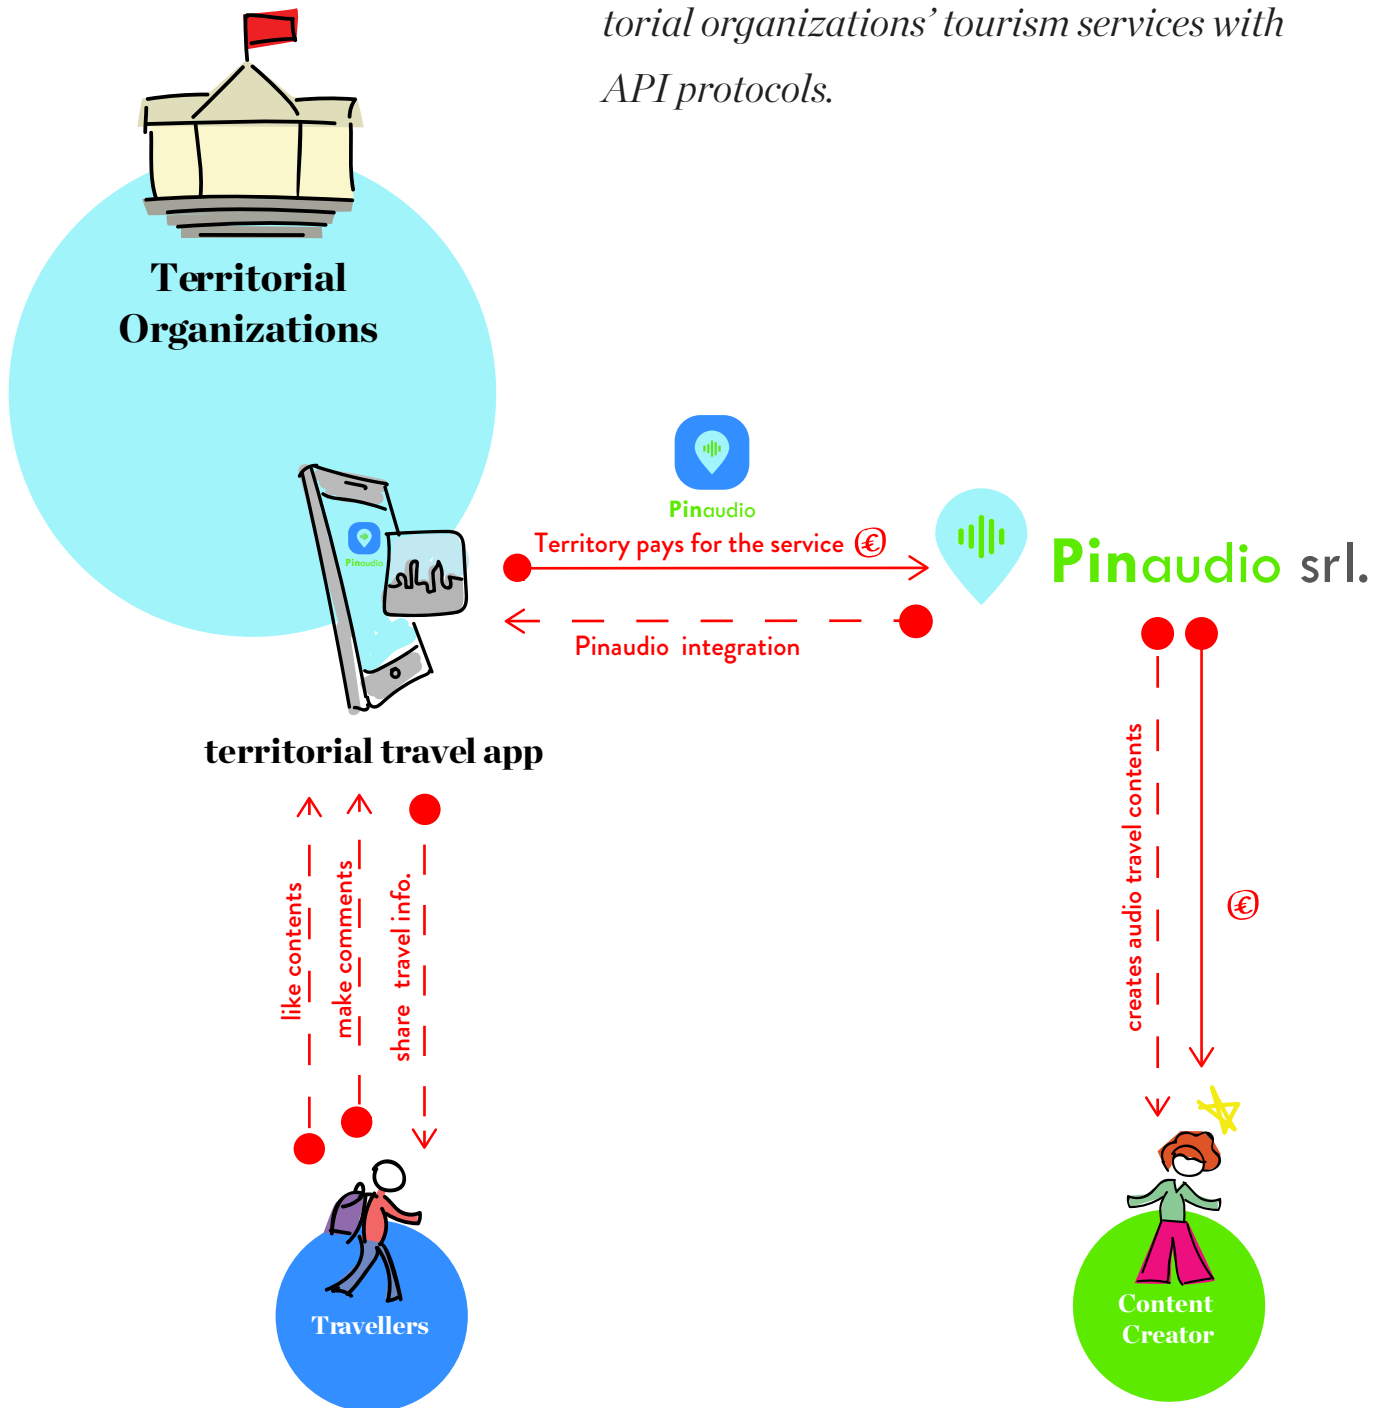 torial organizations’ tourism services with
API protocols.
Territorial
Organizations
Pinaudio
Pinaudio
Territory pays for the service €
Pinaudio srl.
Pinaudio integration
territorial travel app
like contents
make comments
share travel info.
creates audio travel contents
€
Travellers
Content
Creator